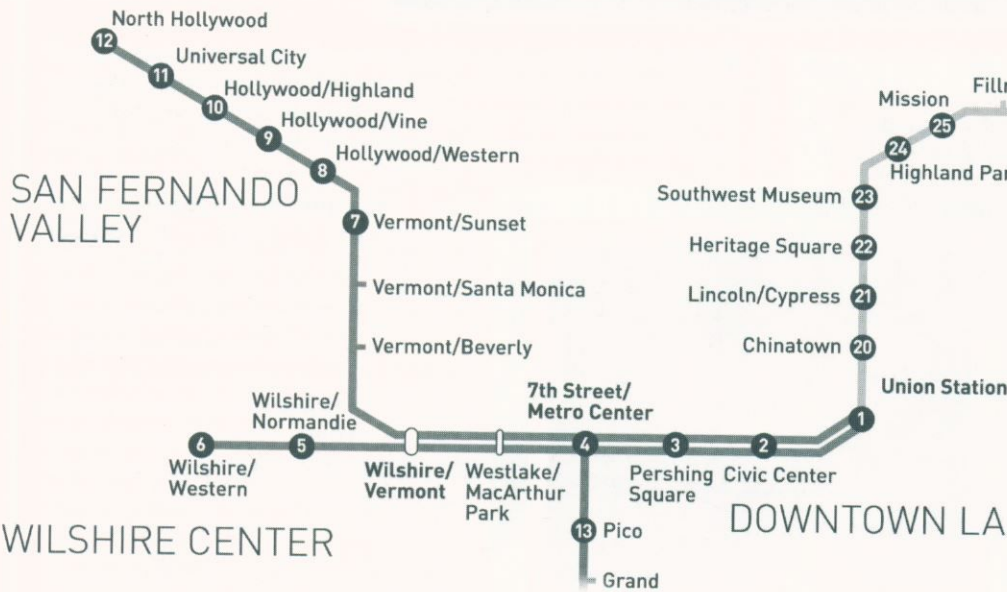 North Hollywood
12
Universal City
11
Hollywood/Highland
10
Hollywood/Vine
9
Hollywood/Western
8
SAN FERNANDO
VALLEY
7
Vermont/Sunset
Vermont/Santa Monica
Vermont/Beverly
Mission
25
24
Southwest Museum
23
Heritage Square
22
Lincoln/Cypress
21
Chinatown
20
Union Station
1
7th Street/
Metro Center
Wilshire/
Normandie
6
5
4
3
2
Wilshire/
Western
Wilshire/
Vermont
Westlake/
MacArthur
Park
Pershing
Square
Civic Center
WILSHIRE CENTER
13
Pico
DOWNTOWN LA
Grand
Highland